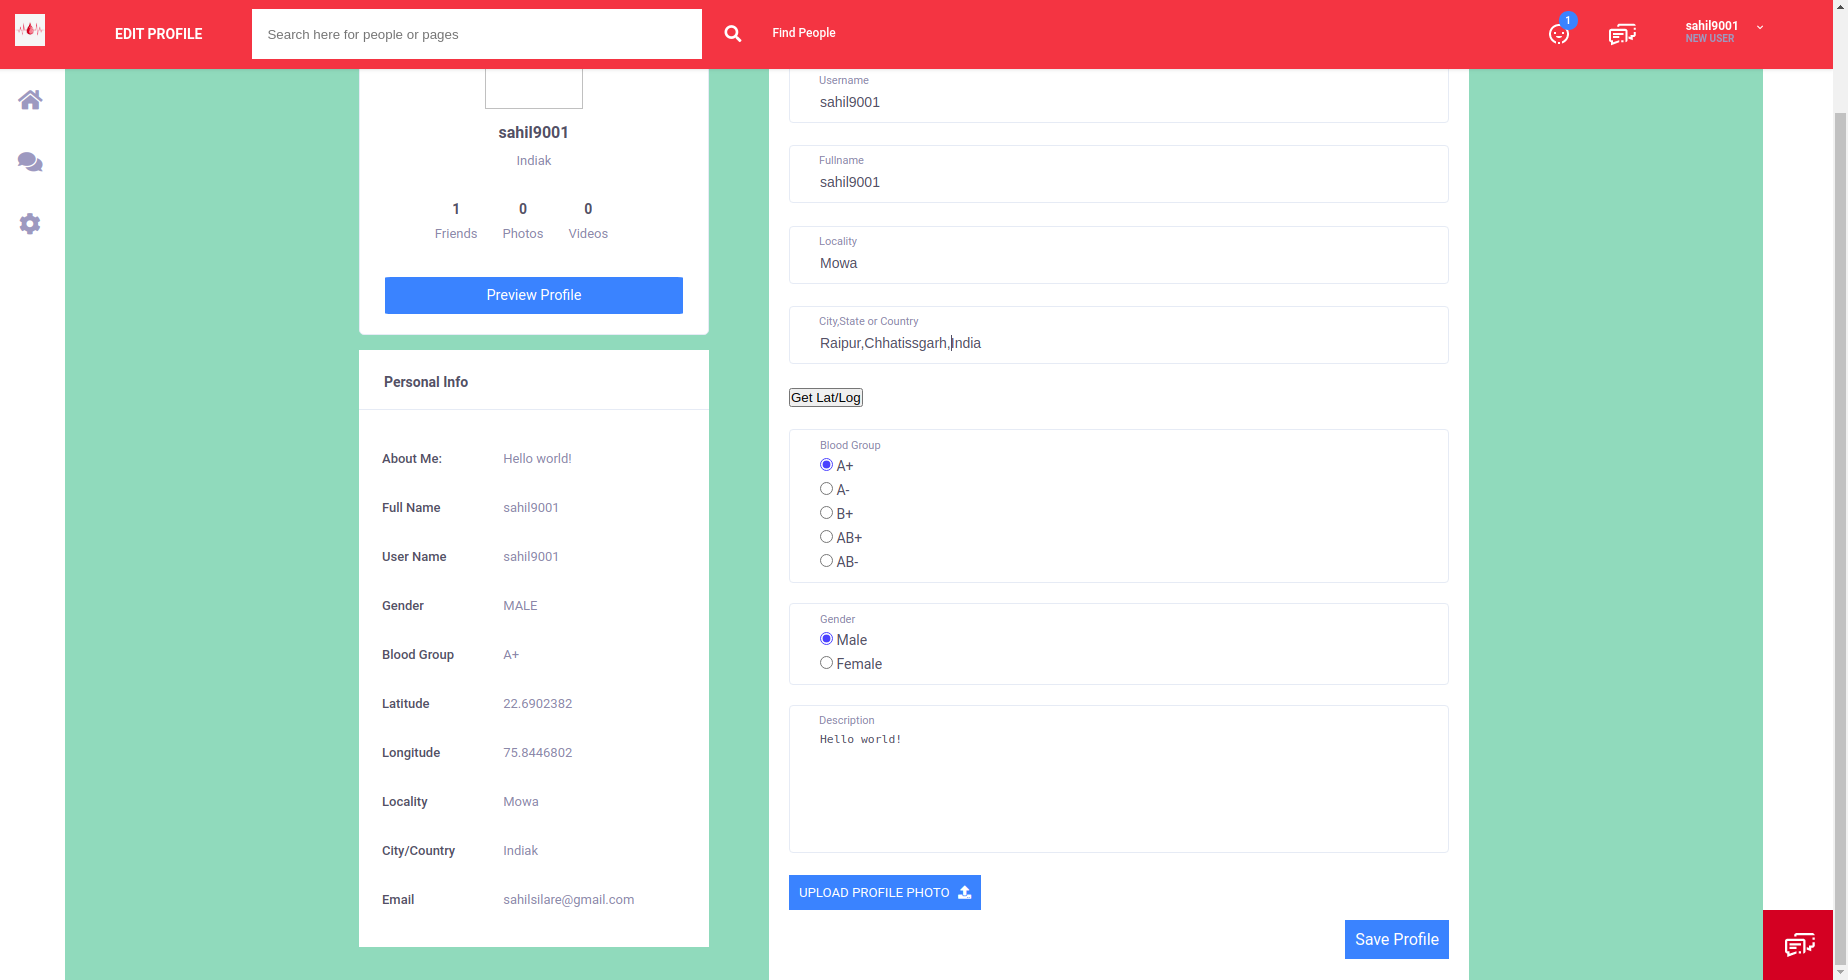 EDIT PROFILE
Search here for people or pages
Find People
1
sahil9001
NEW USER
sahil9001
Indiak
1 0 0
Friends Photos Videos
Preview Profile
Personal Info
About Me: Hello world!
Full Name sahil9001
User Name sahil9001
Gender MALE
Blood Group A+
Latitude 22.6902382
Longitude 75.8446802
Locality Mowa
City/Country Indiak
Email sahilsilare@gmail.com
Username
sahil9001
Fullname
sahil9001
Locality
Mowa
City,State or Country
Raipur,Chhatissgarh,India
Get Lat/Log
Blood Group
A+
A-
B+
AB+
AB-
Gender
Male
Female
Description
Hello world!
UPLOAD PROFILE PHOTO
Save Profile